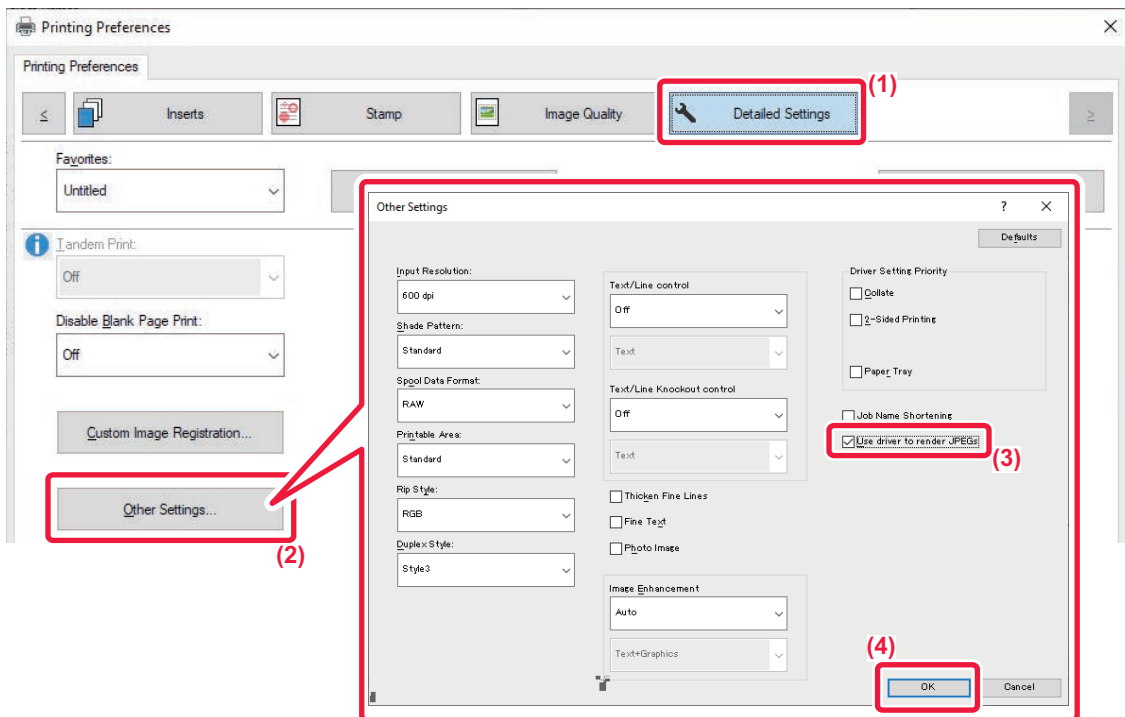 Printing Preferences
Printing Preferences
(1)
≤ Inserts Stamp Image Quality Detailed Settings ≥
Favorites:
Untitled
Tandem Print:
Off
Disable Blank Page Print:
Off
Custom Image Registration...
Other Settings...
(2)
Other Settings ?
Defaults
Input Resolution:
600 dpi
Shade Pattern:
Standard
Spool Data Format:
RAW
Printable Area:
Standard
Rip Style:
RGB
Duplex Style:
Style3
Text/Line control
Off
Text
Text/Line Knockout control
Off
Text
Thicken Fine Lines
Fine Text
Photo Image
Image Enhancement
Auto
Text+Graphics
Driver Setting Priority
Collate
2-Sided Printing
Paper Tray
Job Name Shortening
Use driver to render JPEGs
(3)
(4)
OK Cancel